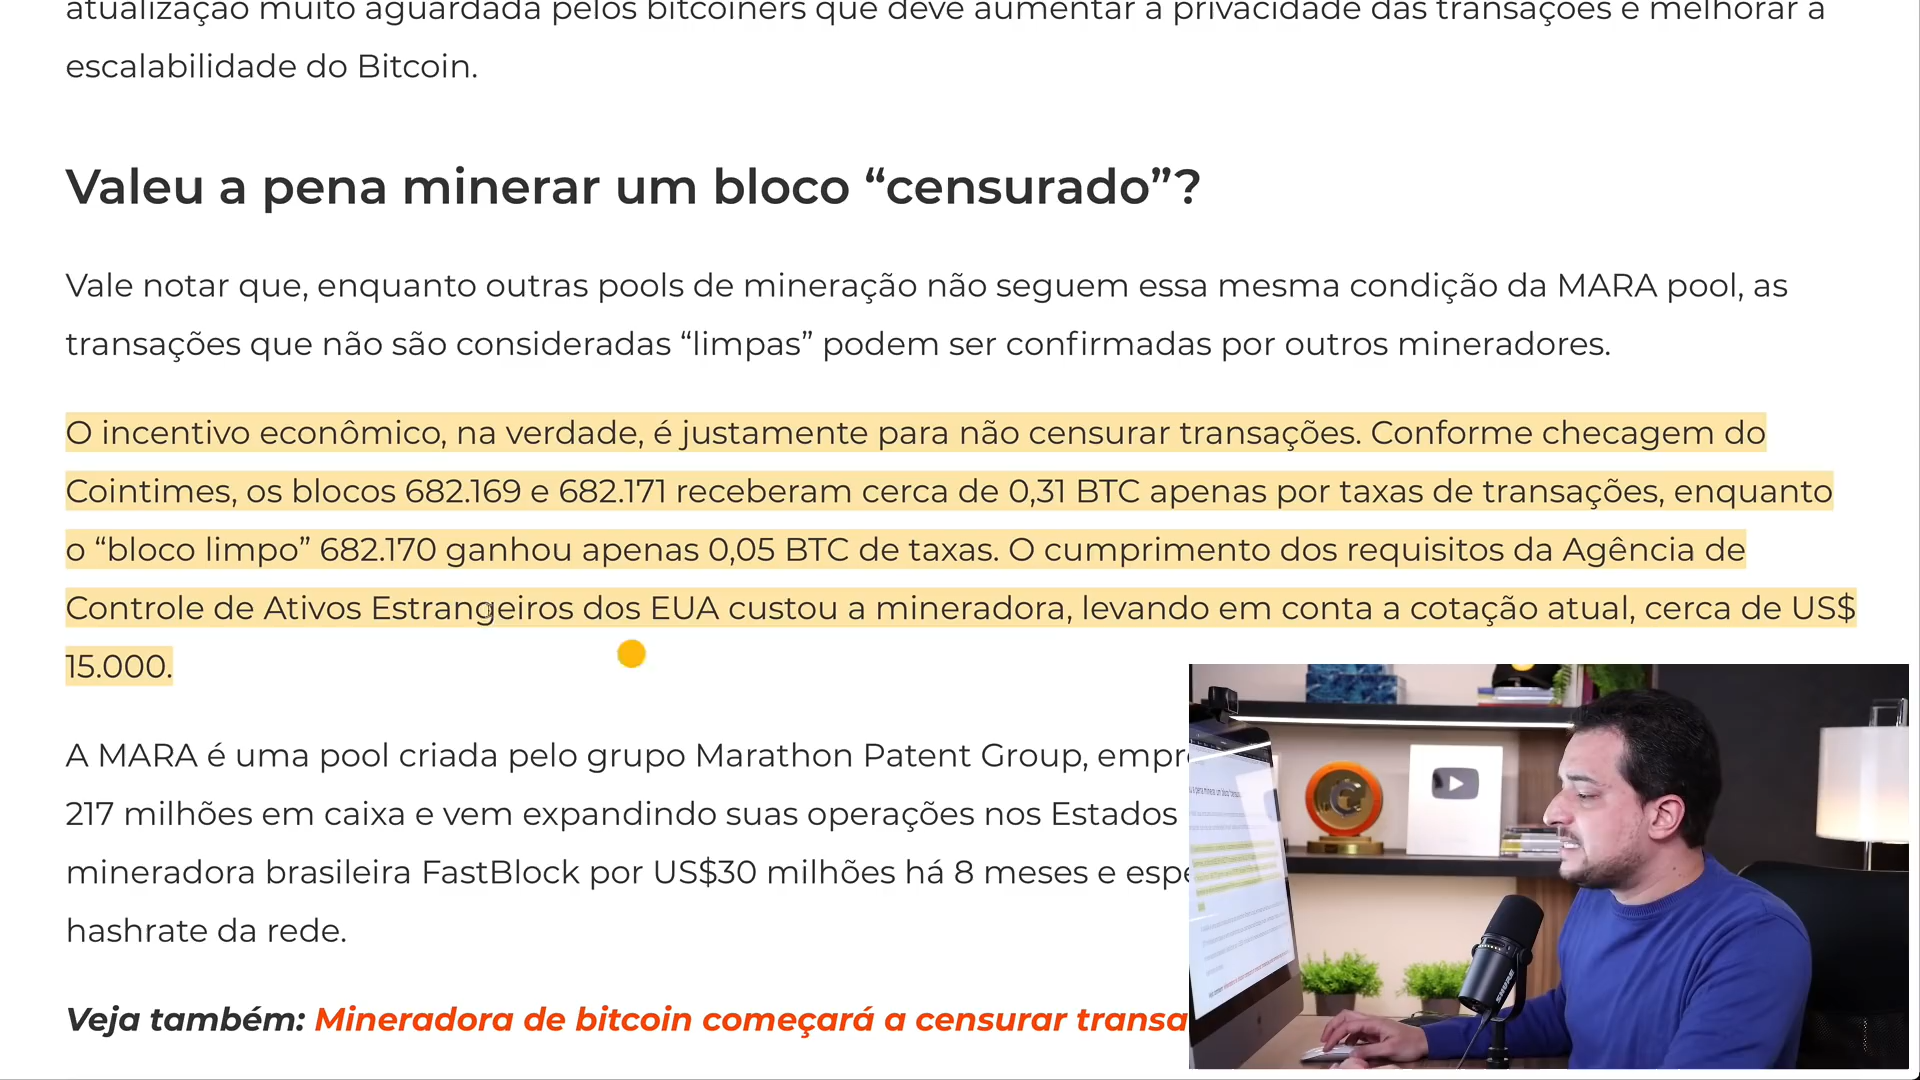 atualização muito aguardada pelos bitcoiners que deve aumentar a privacidade das transações e melhorar a
escalabilidade do Bitcoin.
Valeu a pena minerar um bloco “censurado”?
Vale notar que, enquanto outras pools de mineração não seguem essa mesma condição da MARA pool, as
transações que não são consideradas “limpas” podem ser confirmadas por outros mineradores.
O incentivo econômico, na verdade, é justamente para não censurar transações. Conforme checagem do
Cointimes, os blocos 682.169 e 682.171 receberam cerca de 0,31 BTC apenas por taxas de transações, enquanto
o “bloco limpo” 682.170 ganhou apenas 0,05 BTC de taxas. O cumprimento dos requisitos da Agência de
Controle de Ativos Estrangeiros dos EUA custou a mineradora, levando em conta a cotação atual, cerca de US$
15.000.
A MARA é uma pool criada pelo grupo Marathon Patent Group,
217 milhões em caixa e vem expandindo suas operações nos Estados
mineradora brasileira FastBlock por US$30 milhões há 8 meses e
hashrate da rede.
Veja também: Mineradora de bitcoin começará a censurar
SHURE